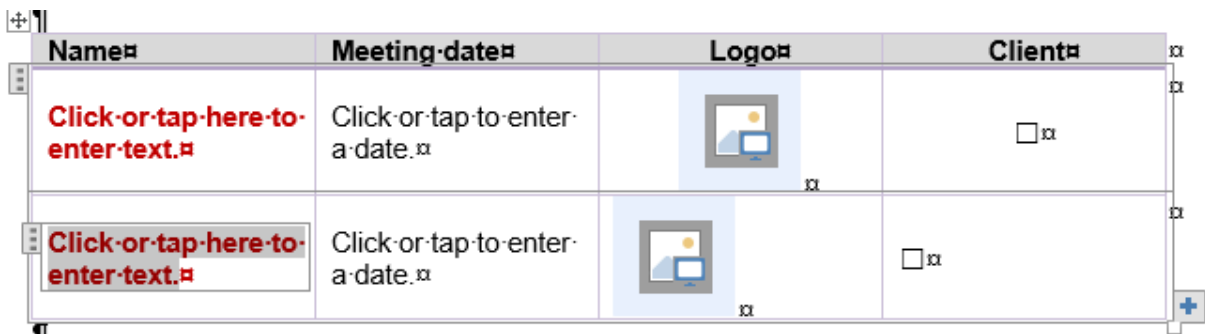 ¶
Name¤ Meeting·date¤ Logo¤ Client¤ ¤
Click·or·tap·here·to· Click·or·tap·to·enter· ¤
enter·text.¤ a·date.¤ ☐¤
¤
Click·or·tap·here·to· Click·or·tap·to·enter· ¤
enter·text.¤ a·date.¤ ☐¤
¤
¶